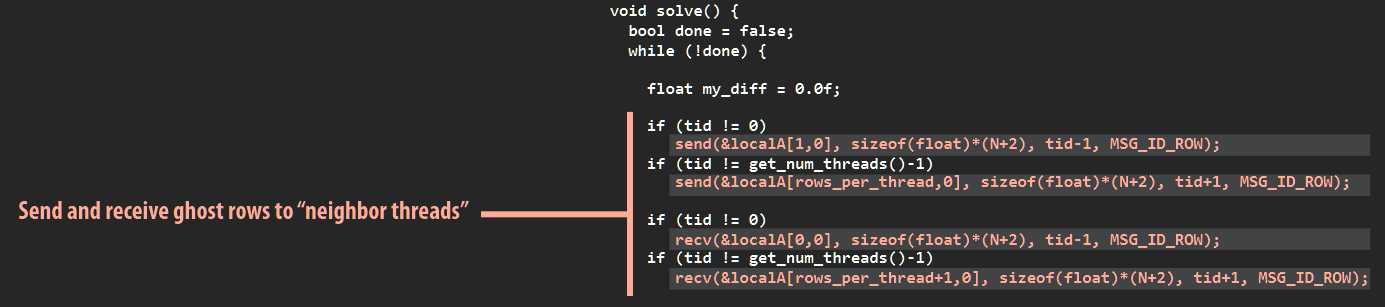 void solve() {
bool done = false;
while (!done) {
float my_diff = 0.0f;
if (tid != 0)
send(&localA[1,0], sizeof(float)*(N+2), tid-1, MSG_ID_ROW);
if (tid != get_num_threads()-1)
send(&localA[rows_per_thread,0], sizeof(float)*(N+2), tid+1, MSG_ID_ROW);
Send and receive ghost rows to “neighbor threads”
if (tid != 0)
recv(&localA[0,0], sizeof(float)*(N+2), tid-1, MSG_ID_ROW);
if (tid != get_num_threads()-1)
recv(&localA[rows_per_thread+1,0], sizeof(float)*(N+2), tid+1, MSG_ID_ROW);